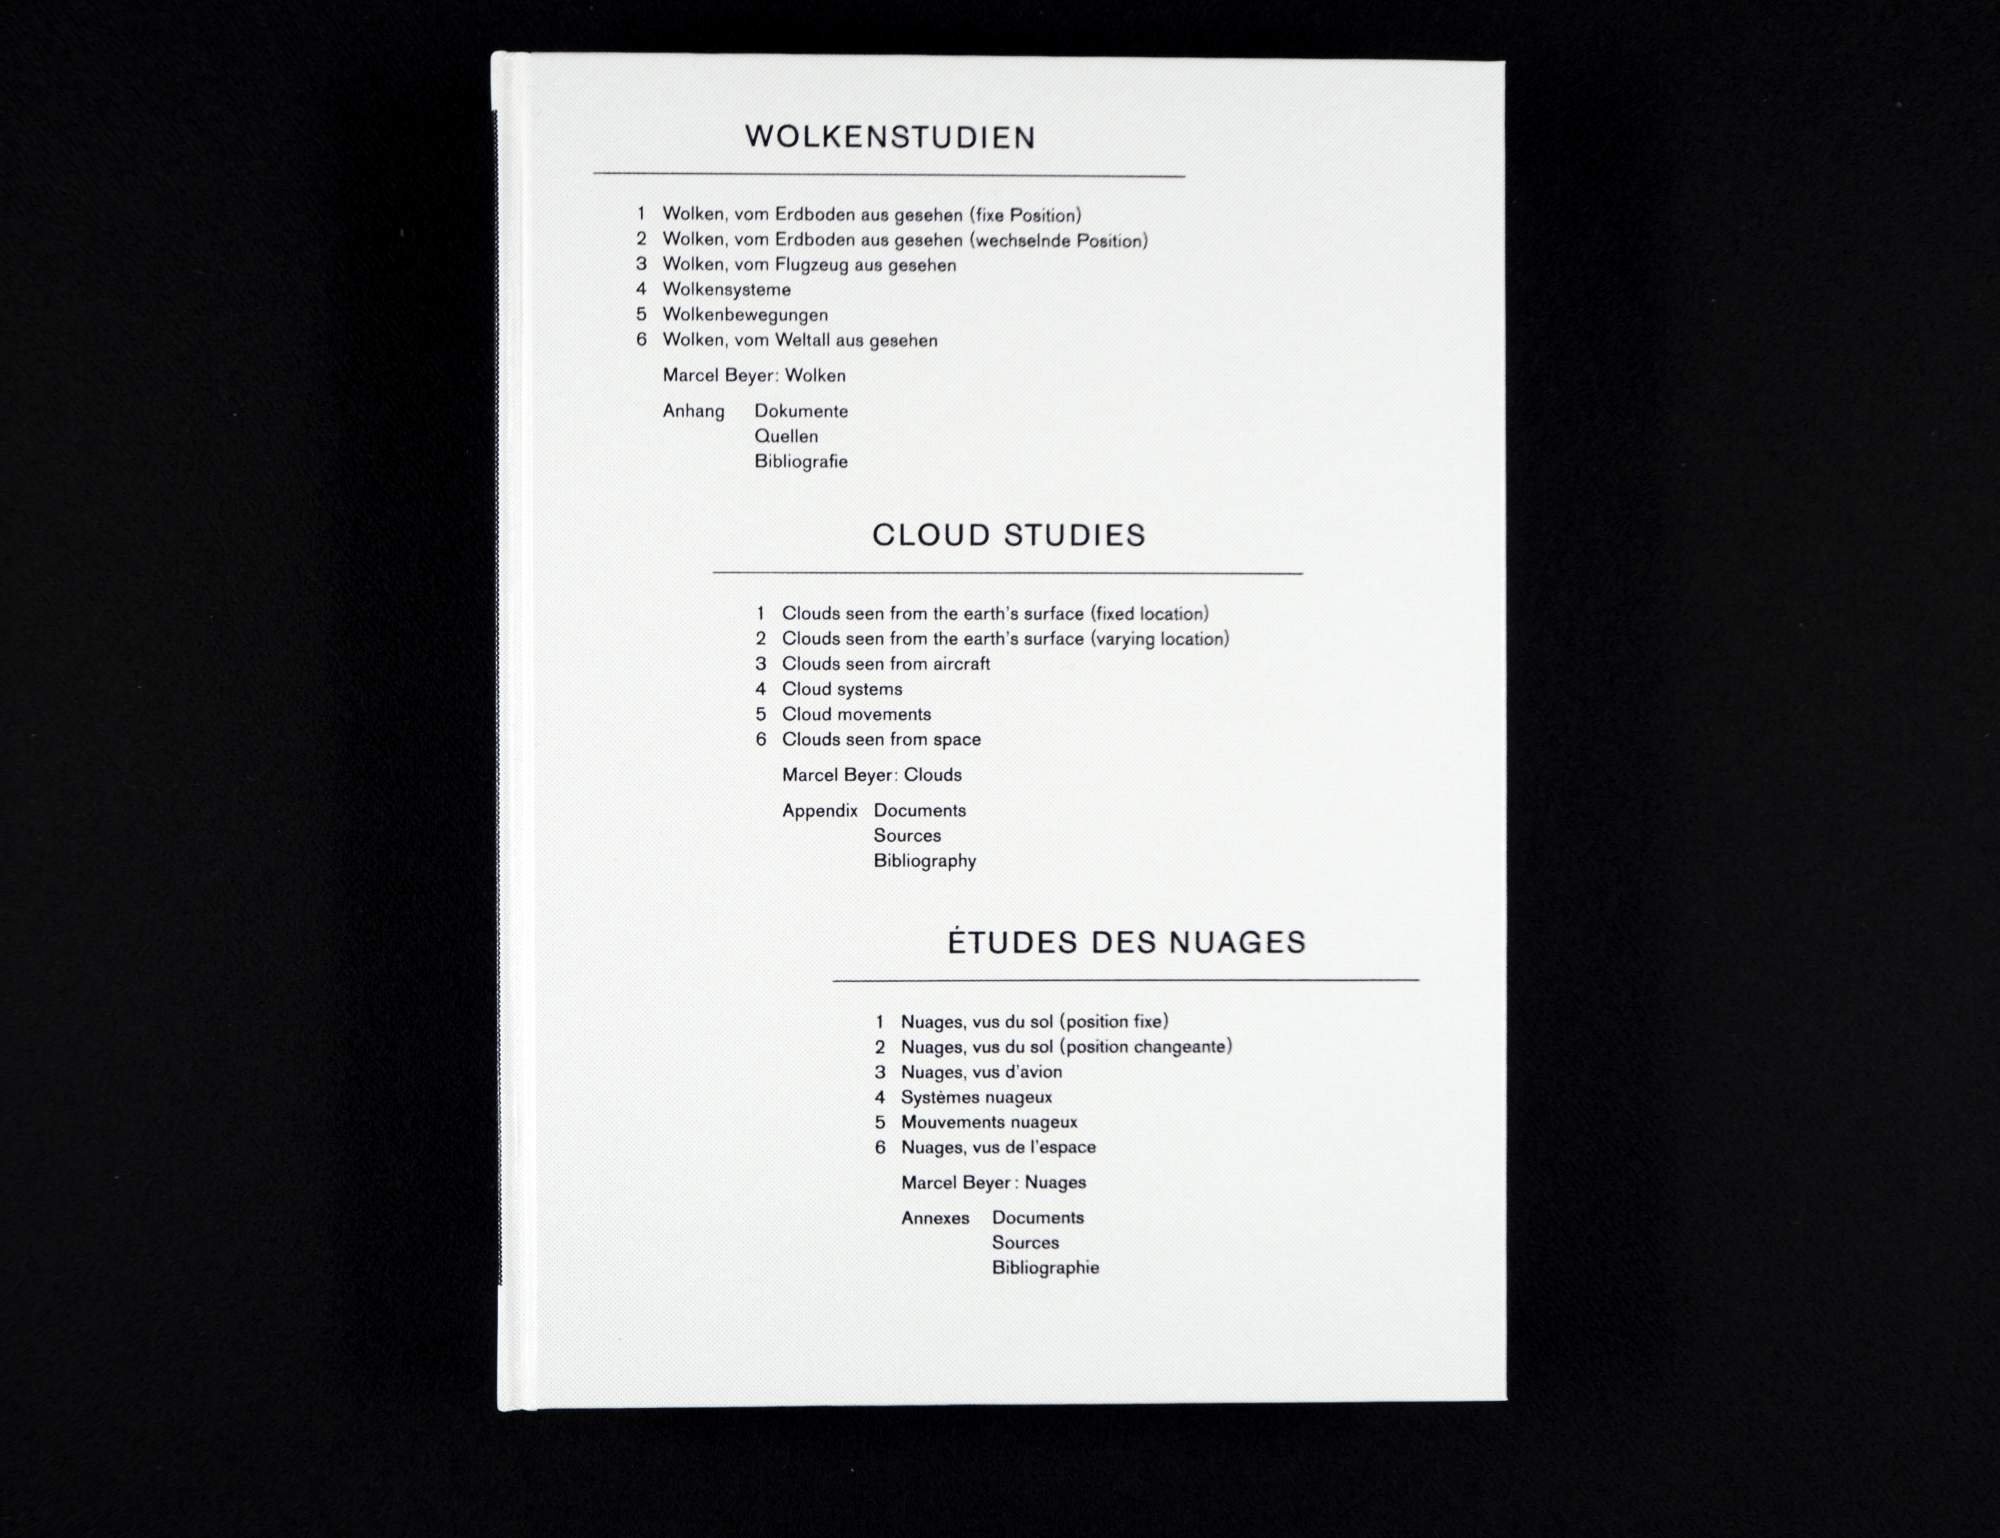 WOLKENSTUDIEN
1 Wolken, vom Erdboden aus gesehen (fixe Position)
2 Wolken, vom Erdboden aus gesehen (wechselnde Position)
3 Wolken, vom Flugzeug aus gesehen
4 Wolkensysteme
5 Wolkenbewegungen
6 Wolken, vom Weltall aus gesehen
Marcel Beyer: Wolken
Anhang Dokumente
Quellen
Bibliografie
CLOUD STUDIES
1 Clouds seen from the earth's surface (fixed location)
2 Clouds seen from the earth's surface (varying location)
3 Clouds seen from aircraft
4 Cloud systems
5 Cloud movements
6 Clouds seen from space
Marcel Beyer: Clouds
Appendix Documents
Sources
Bibliography
ÉTUDES DES NUAGES
1 Nuages, vus du sol (position fixe)
2 Nuages, vus du sol (position changeante)
3 Nuages, vus d'avion
4 Systèmes nuageux
5 Mouvements nuageux
6 Nuages, vus de l'espace
Marcel Beyer : Nuages
Annexes Documents
Sources
Bibliographie